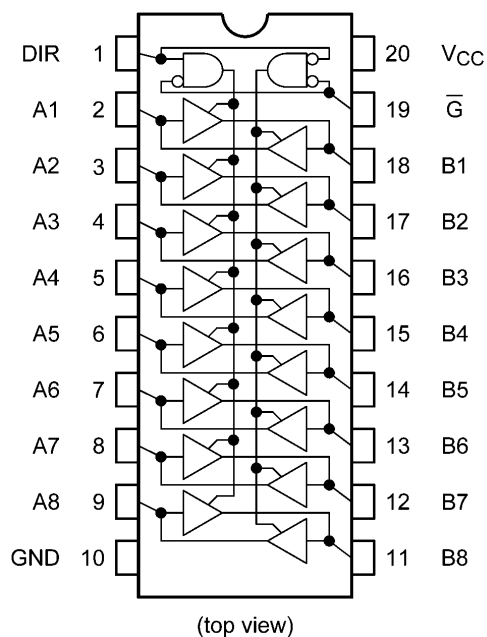 DIR 1 20 VCC
A1 2 19 G̅
A2 3 18 B1
A3 4 17 B2
A4 5 16 B3
A5 6 15 B4
A6 7 14 B5
A7 8 13 B6
A8 9 12 B7
GND 10 11 B8
(top view)